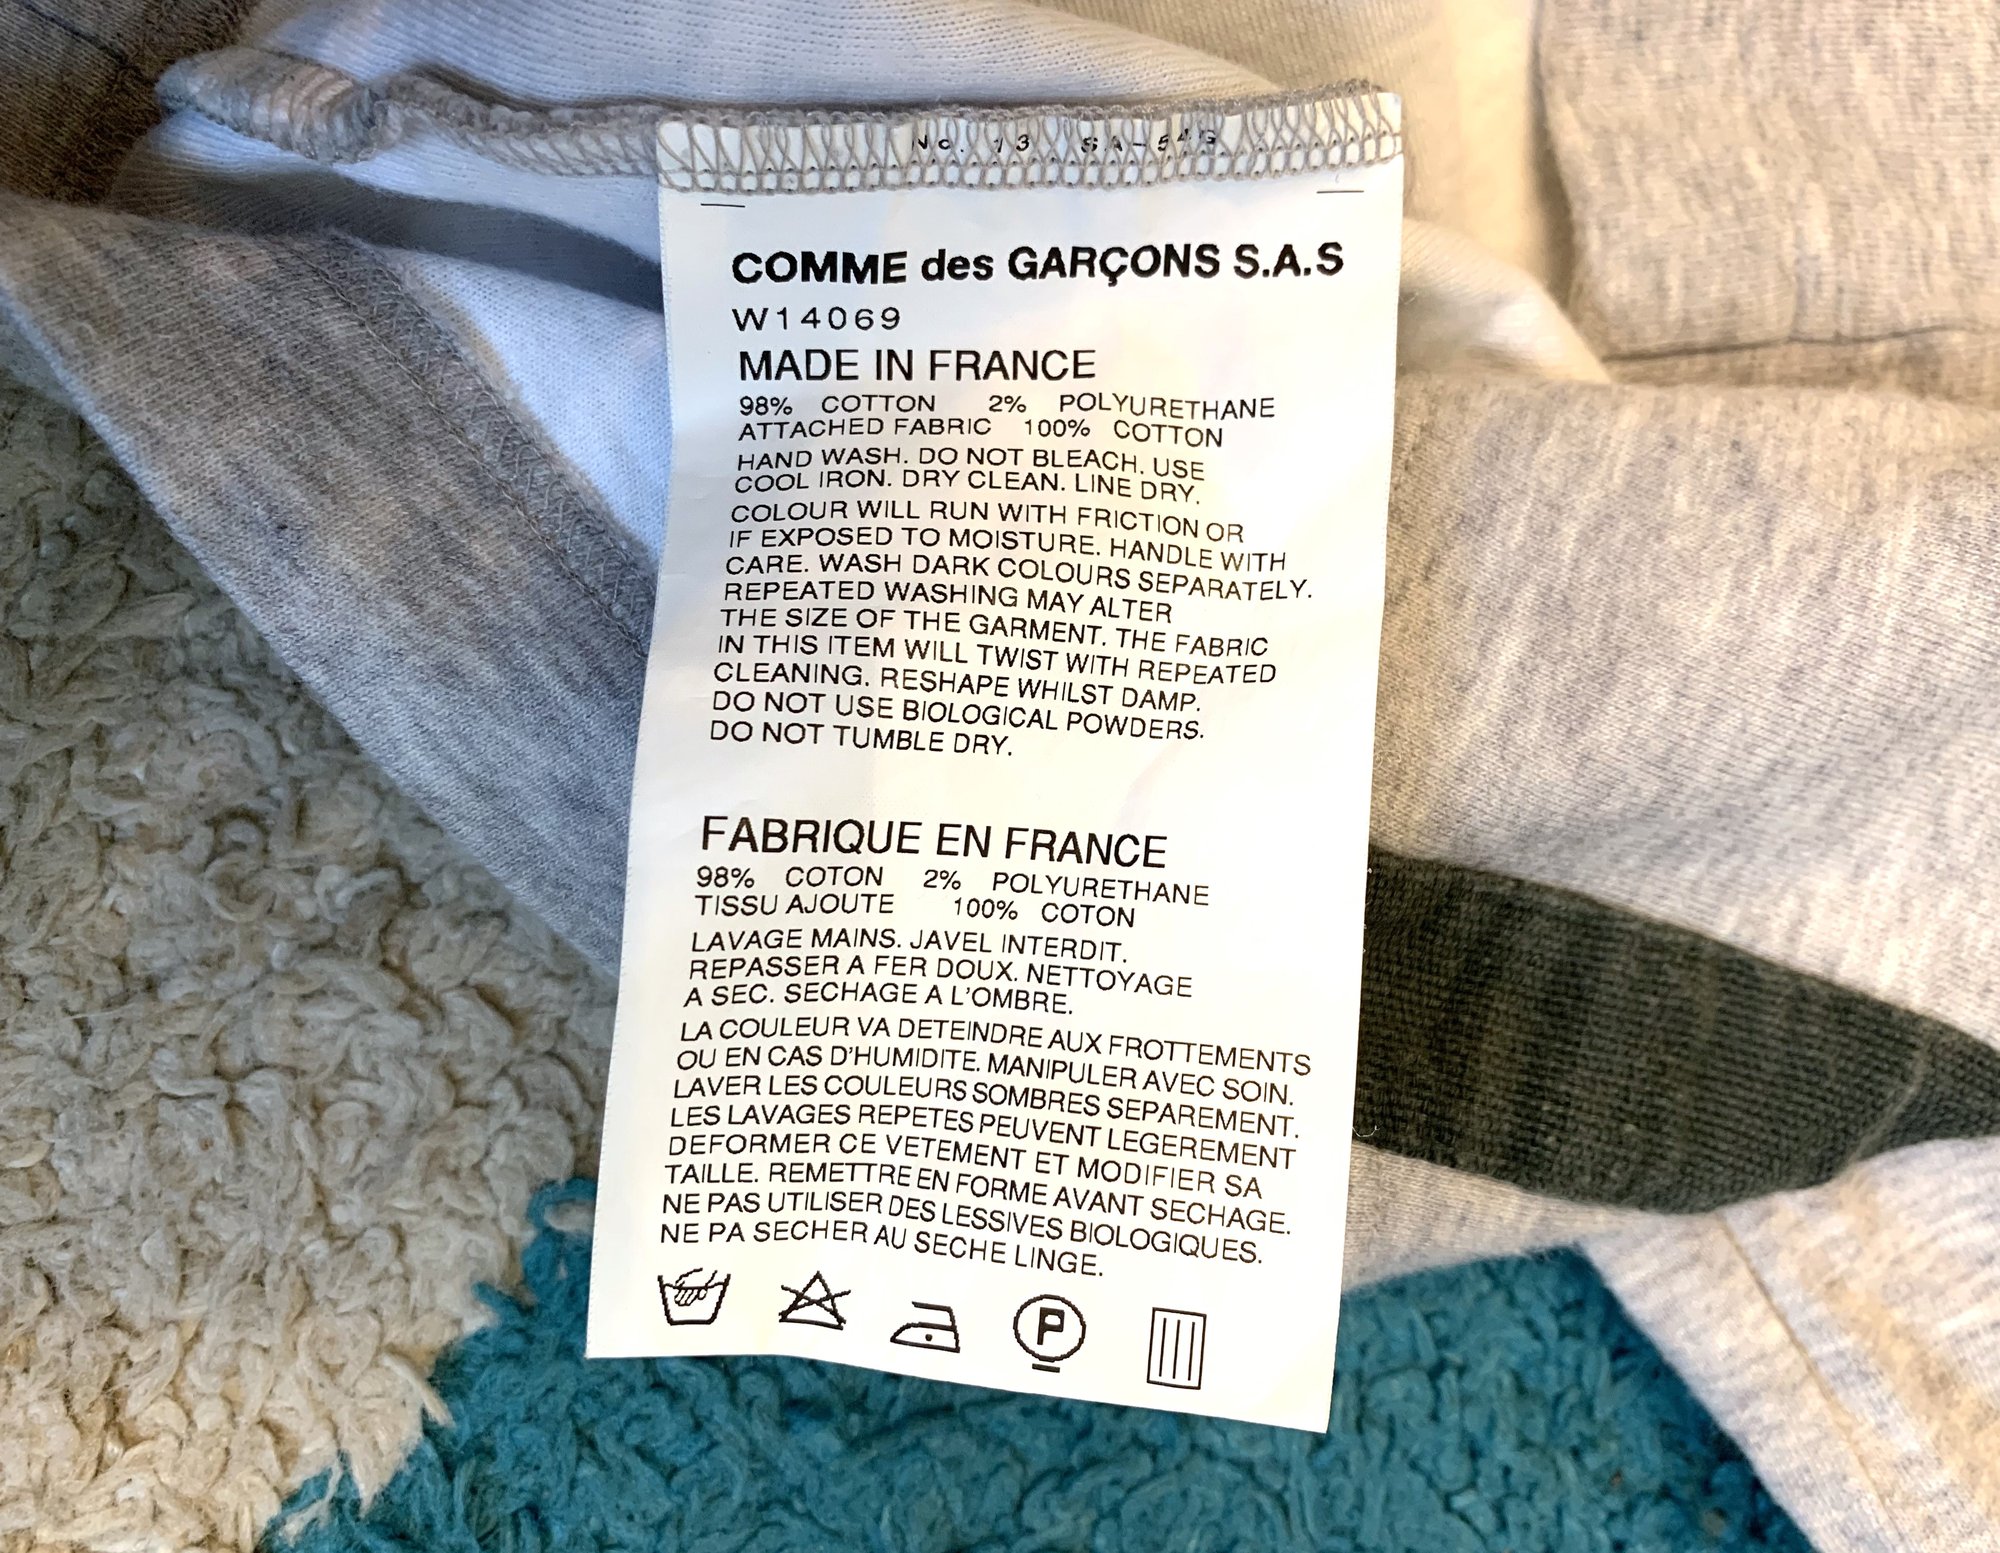 No. 13 SA-54G
COMME des GARÇONS S.A.S
W14069
MADE IN FRANCE
98% COTTON 2% POLYURETHANE
ATTACHED FABRIC 100% COTTON
HAND WASH. DO NOT BLEACH. USE
COOL IRON. DRY CLEAN. LINE DRY.
COLOUR WILL RUN WITH FRICTION OR
IF EXPOSED TO MOISTURE. HANDLE WITH
CARE. WASH DARK COLOURS SEPARATELY.
REPEATED WASHING MAY ALTER
THE SIZE OF THE GARMENT. THE FABRIC
IN THIS ITEM WILL TWIST WITH REPEATED
CLEANING. RESHAPE WHILST DAMP.
DO NOT USE BIOLOGICAL POWDERS.
DO NOT TUMBLE DRY.
FABRIQUE EN FRANCE
98% COTON 2% POLYURETHANE
TISSU AJOUTE 100% COTON
LAVAGE MAINS. JAVEL INTERDIT.
REPASSER A FER DOUX. NETTOYAGE
A SEC. SECHAGE A L'OMBRE.
LA COULEUR VA DETEINDRE AUX FROTTEMENTS
OU EN CAS D'HUMIDITE. MANIPULER AVEC SOIN.
LAVER LES COULEURS SOMBRES SEPAREMENT.
LES LAVAGES REPETES PEUVENT LEGEREMENT
DEFORMER CE VETEMENT ET MODIFIER SA
TAILLE. REMETTRE EN FORME AVANT SECHAGE.
NE PAS UTILISER DES LESSIVES BIOLOGIQUES.
NE PA SECHER AU SECHE LINGE.
P